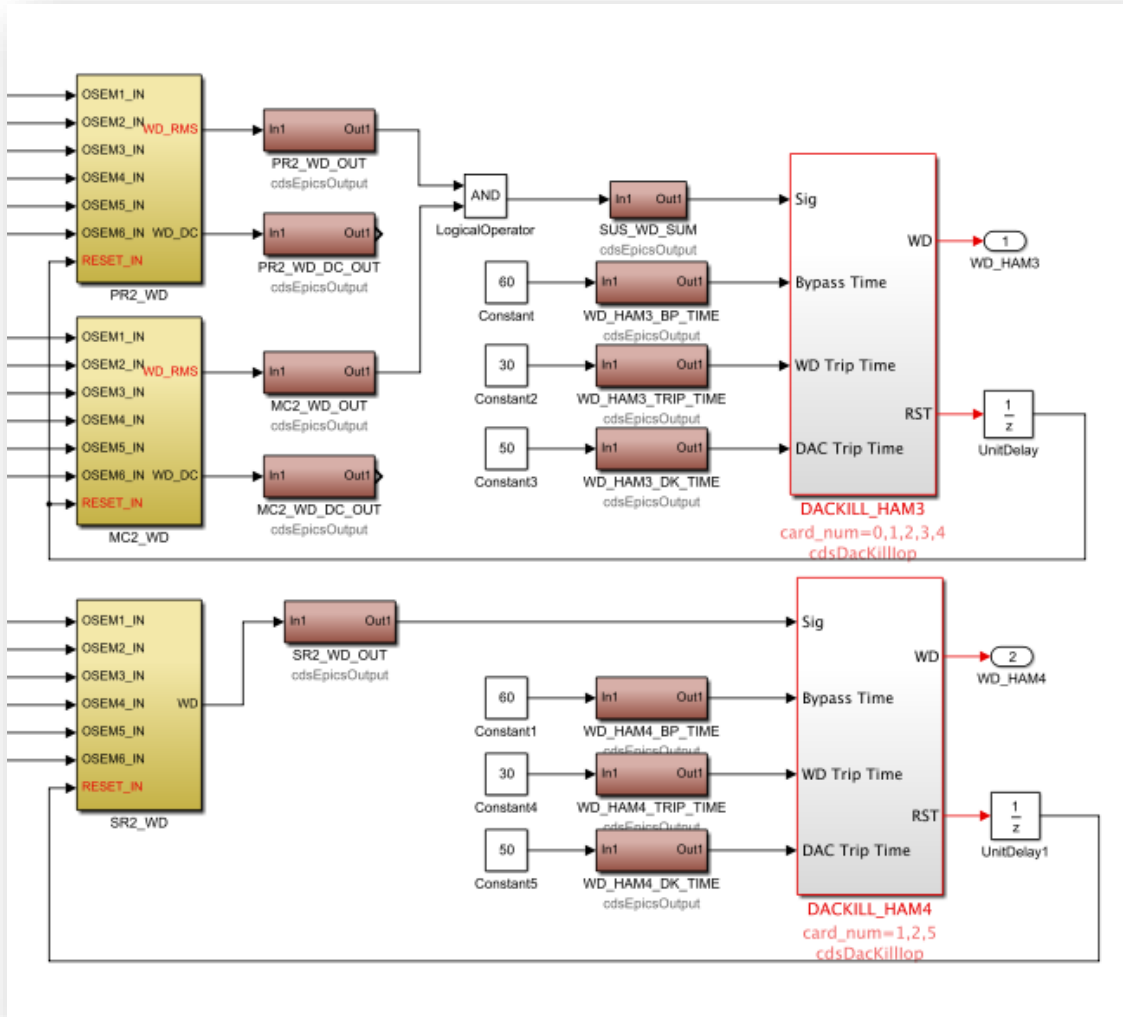 OSEM1_IN
OSEM2_IN
WD_RMS
OSEM3_IN
OSEM4_IN
OSEM5_IN
OSEM6_IN WD_DC
RESET_IN
PR2_WD
In1 Out1
PR2_WD_OUT
cdsEpicsOutput
In1 Out1
PR2_WD_DC_OUT
cdsEpicsOutput
AND
LogicalOperator
In1 Out1
SUS_WD_SUM
cdsEpicsOutput
60
Constant
In1 Out1
WD_HAM3_BP_TIME
cdsEpicsOutput
30
Constant2
In1 Out1
WD_HAM3_TRIP_TIME
cdsEpicsOutput
50
Constant3
In1 Out1
WD_HAM3_DK_TIME
cdsEpicsOutput
Sig
WD
Bypass Time
WD Trip Time
RST
DAC Trip Time
DACKILL_HAM3
card_num=0,1,2,3,4
cdsDacKillIop
1
WD_HAM3
1
z
UnitDelay
OSEM1_IN
OSEM2_IN
WD_RMS
OSEM3_IN
OSEM4_IN
OSEM5_IN
OSEM6_IN WD_DC
RESET_IN
MC2_WD
In1 Out1
MC2_WD_OUT
cdsEpicsOutput
In1 Out1
MC2_WD_DC_OUT
cdsEpicsOutput
OSEM1_IN
OSEM2_IN
OSEM3_IN
OSEM4_IN WD
OSEM5_IN
OSEM6_IN
RESET_IN
SR2_WD
In1 Out1
SR2_WD_OUT
cdsEpicsOutput
60
Constant1
In1 Out1
WD_HAM4_BP_TIME
cdsEpicsOutput
30
Constant4
In1 Out1
WD_HAM4_TRIP_TIME
cdsEpicsOutput
50
Constant5
In1 Out1
WD_HAM4_DK_TIME
cdsEpicsOutput
Sig
WD
Bypass Time
WD Trip Time
RST
DAC Trip Time
DACKILL_HAM4
card_num=1,2,5
cdsDacKillIop
2
WD_HAM4
1
z
UnitDelay1